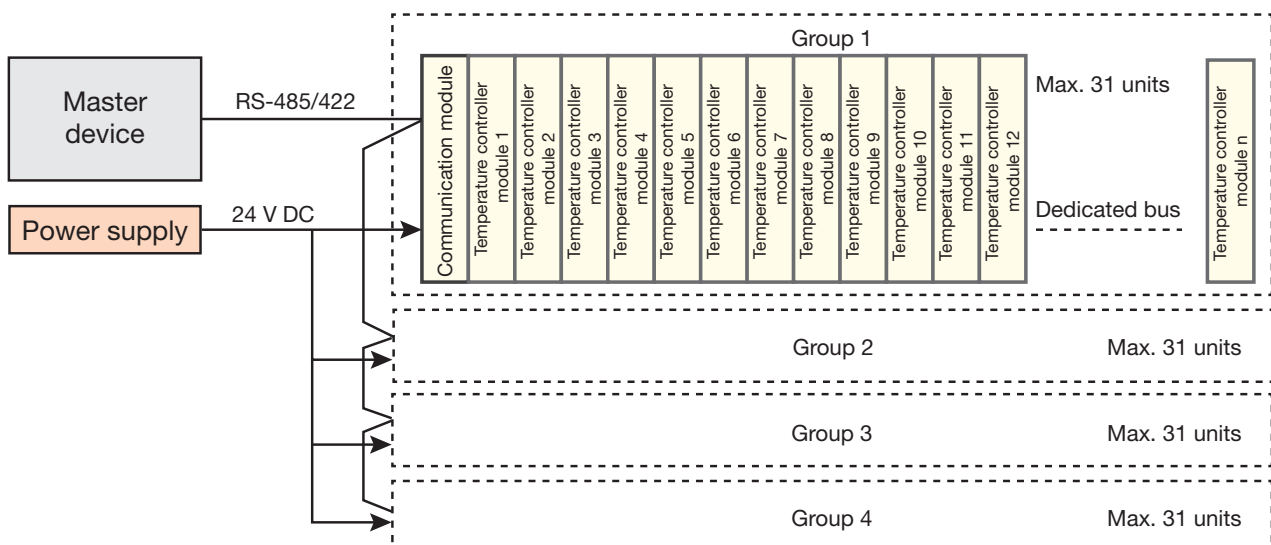 Group 1
Master
device
RS-485/422
Power supply
24 V DC
Communication module
Temperature controller
module 1
Temperature controller
module 2
Temperature controller
module 3
Temperature controller
module 4
Temperature controller
module 5
Temperature controller
module 6
Temperature controller
module 7
Temperature controller
module 8
Temperature controller
module 9
Temperature controller
module 10
Temperature controller
module 11
Temperature controller
module 12
Max. 31 units
Dedicated bus
Temperature controller
module n
Group 2
Max. 31 units
Group 3
Max. 31 units
Group 4
Max. 31 units